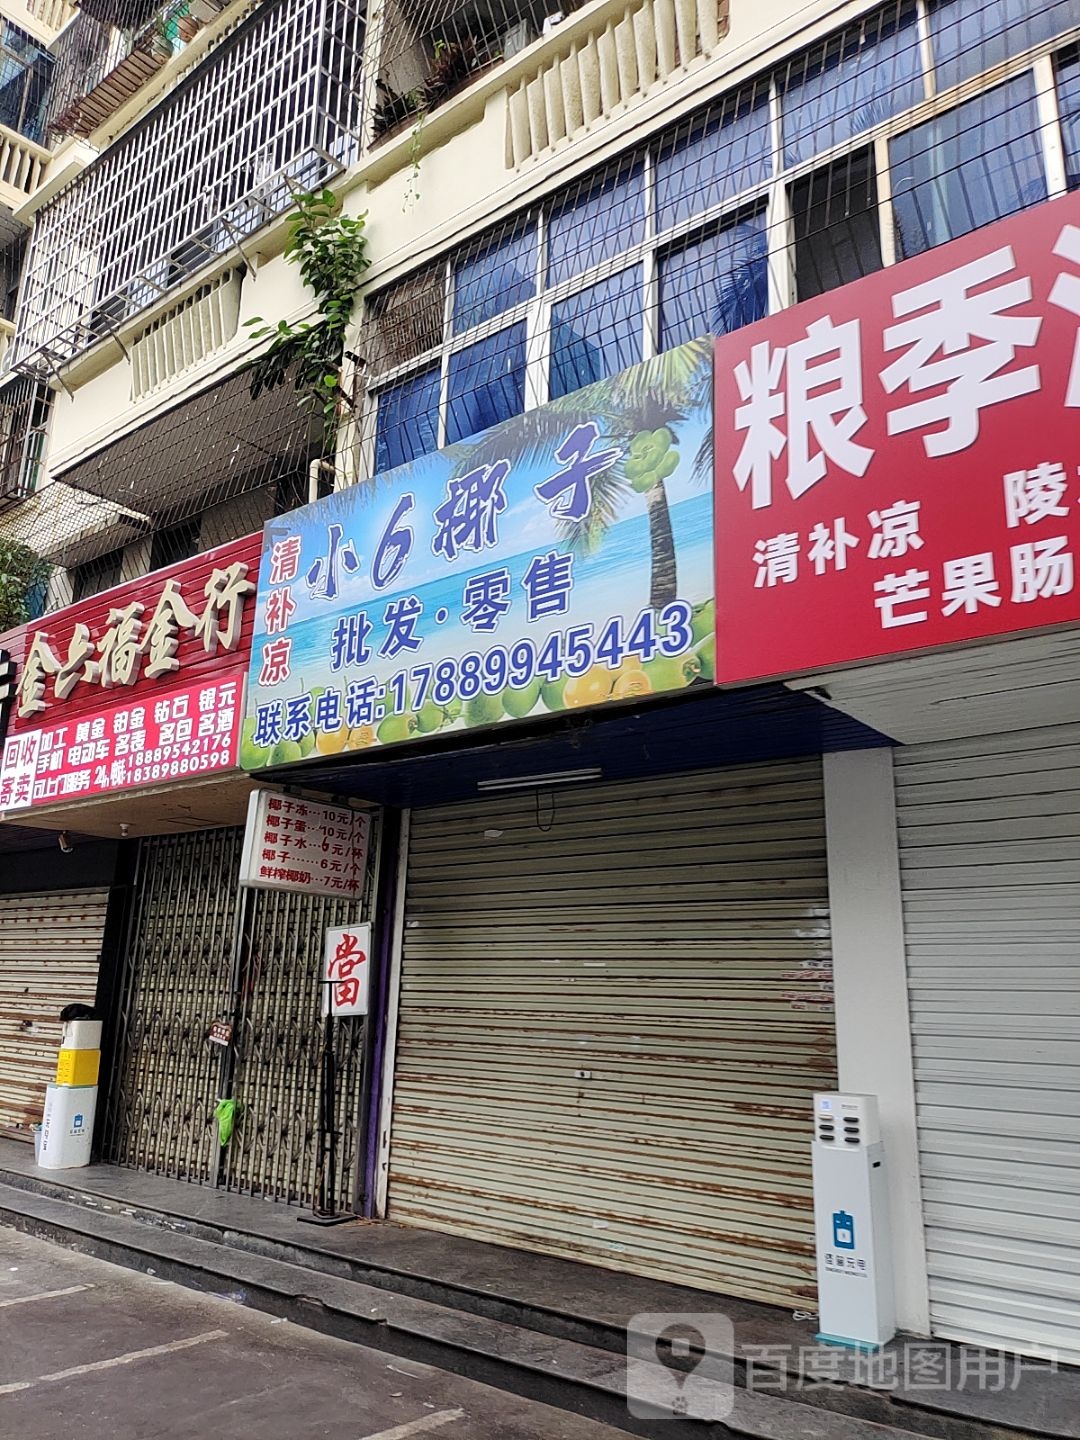 金六福金行
回收
寄卖
加工 黄金 铂金 钻石 银元
手机 电动车 名表 名包 名酒
可上门服务 24h 18889542176
18389880598
清补凉
小6椰子
批发·零售
联系电话:17889945443
粮季
清补凉 陵
芒果肠
椰子冻…10元/个
椰子蛋…10元/个
椰子水…6元/杯
椰子……6元/个
鲜榨椰奶…7元/杯
當
百度地图用户